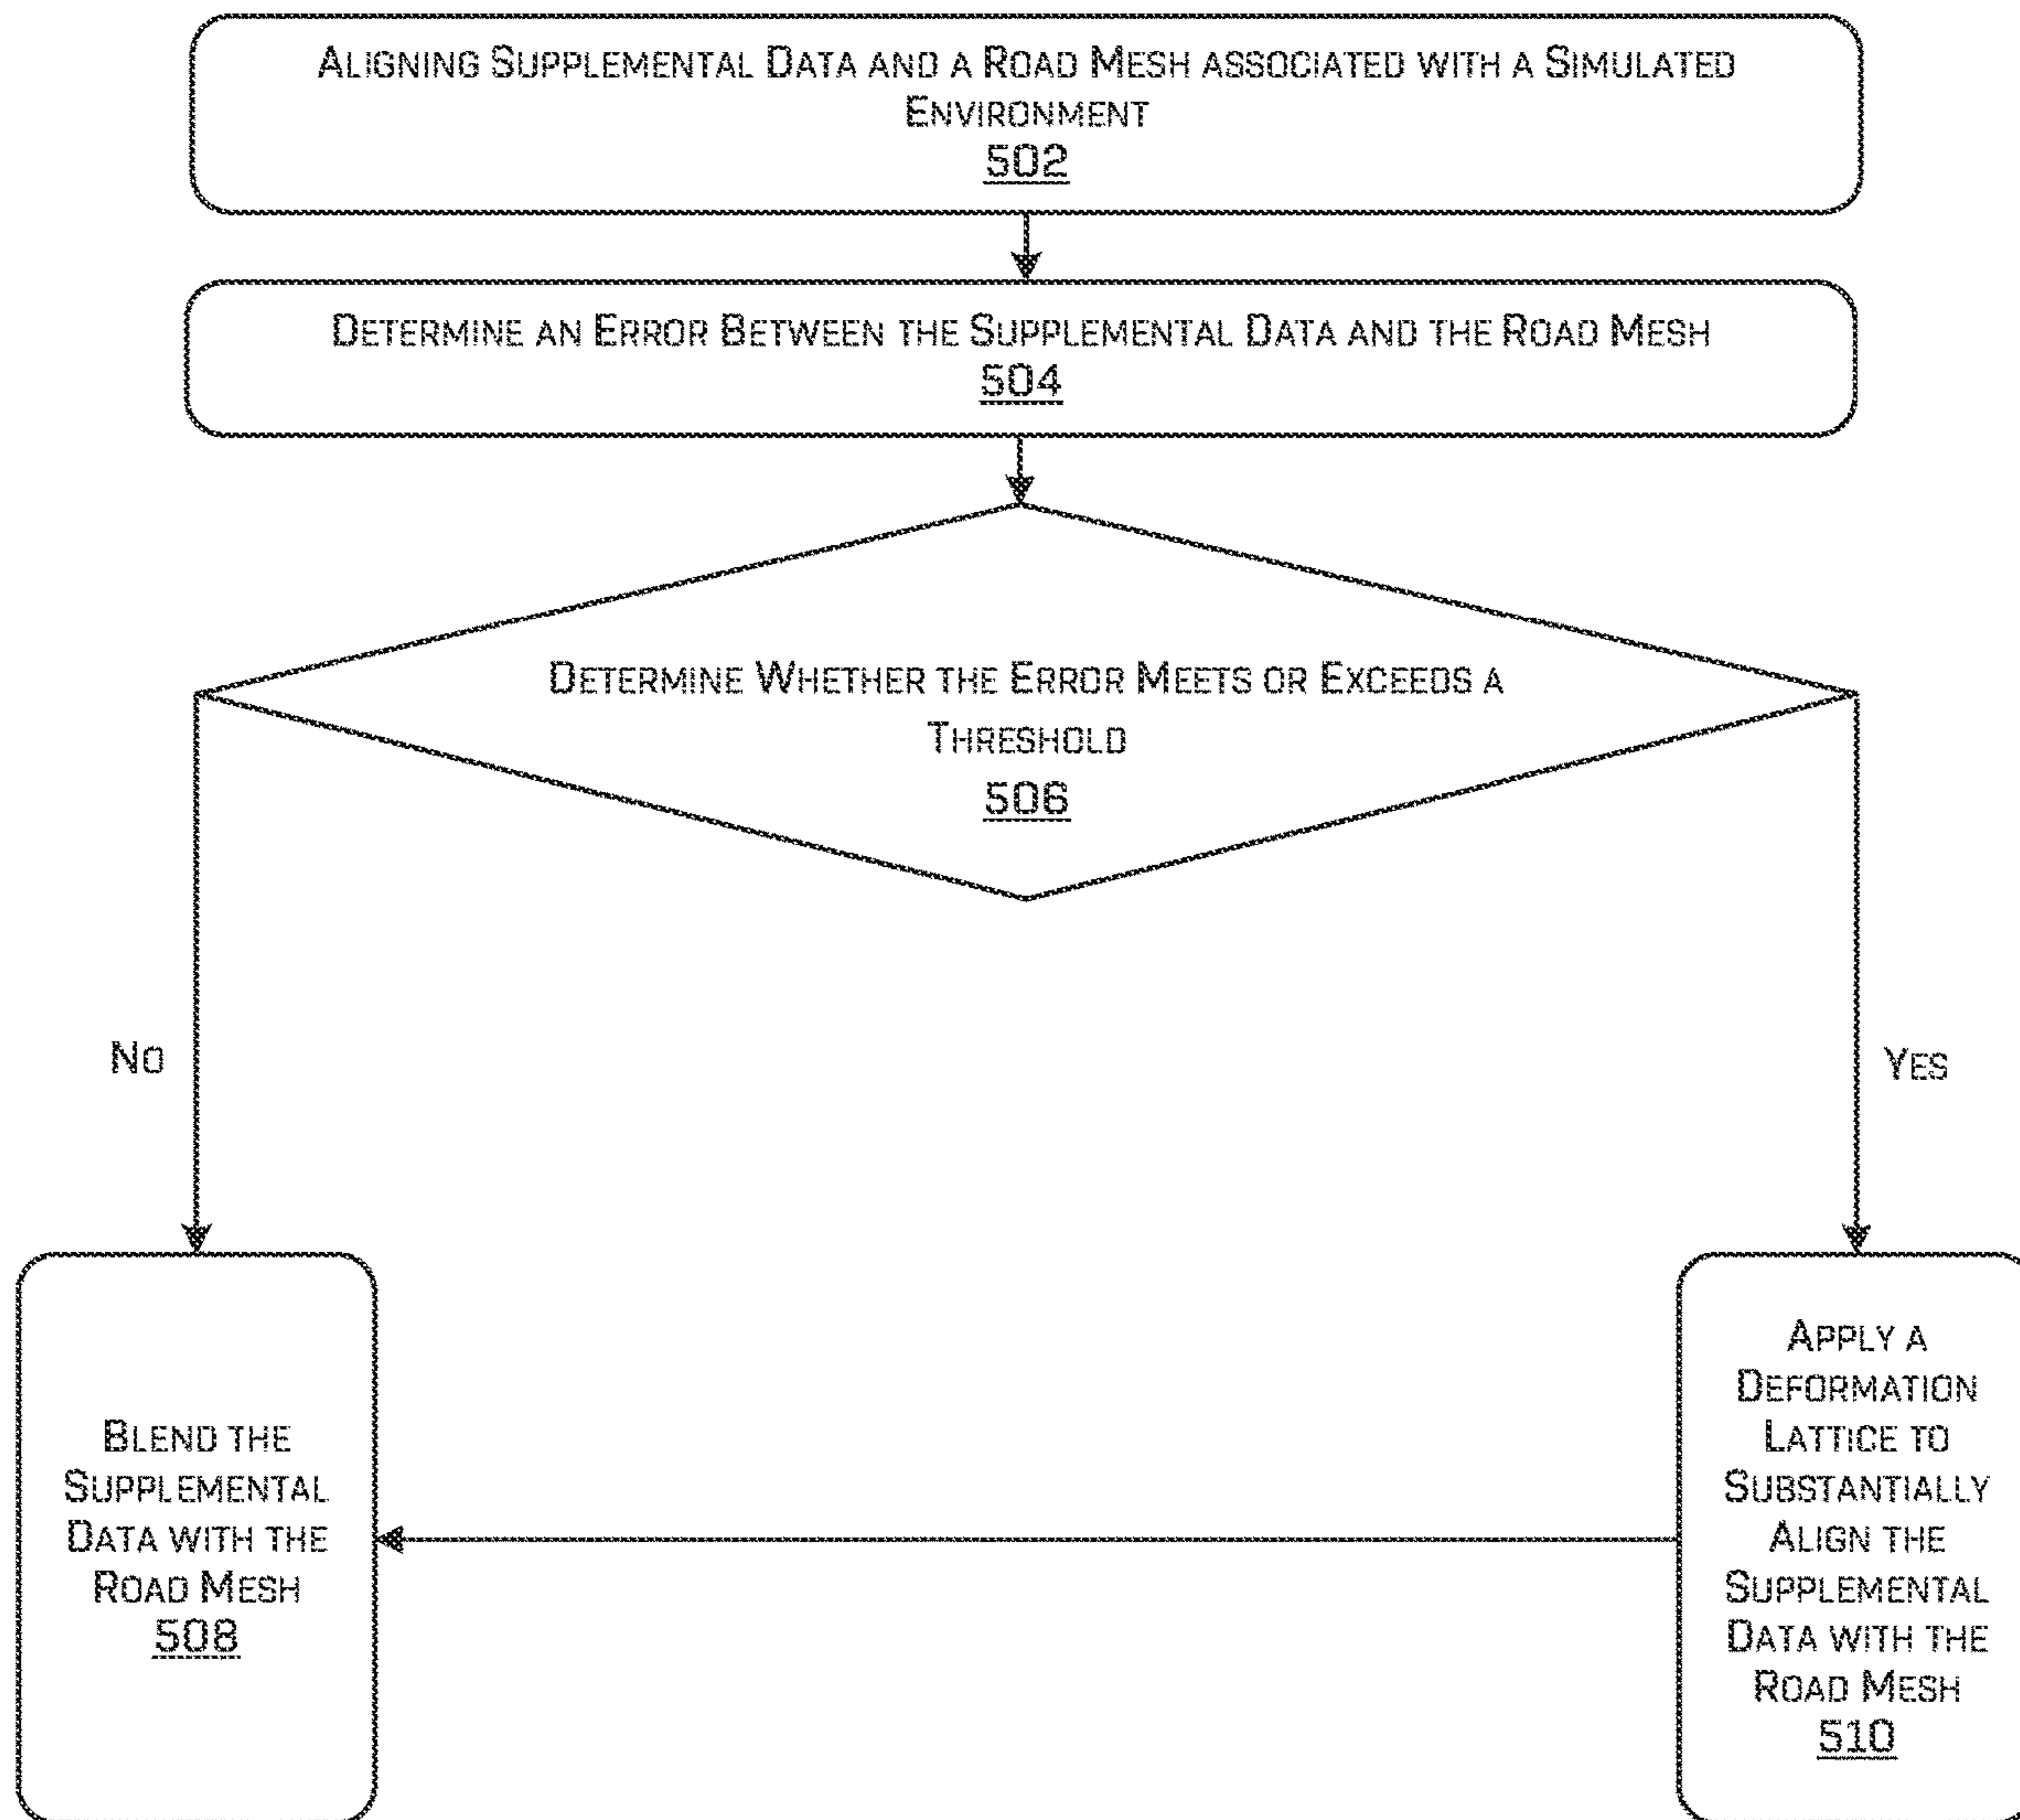 ALIGNING SUPPLEMENTAL DATA AND A ROAD MESH ASSOCIATED WITH A SIMULATED
ENVIRONMENT
502
DETERMINE AN ERROR BETWEEN THE SUPPLEMENTAL DATA AND THE ROAD MESH
504
DETERMINE WHETHER THE ERROR MEETS OR EXCEEDS A
THRESHOLD
506
NO
YES
BLEND THE
SUPPLEMENTAL
DATA WITH THE
ROAD MESH
508
APPLY A
DEFORMATION
LATTICE TO
SUBSTANTIALLY
ALIGN THE
SUPPLEMENTAL
DATA WITH THE
ROAD MESH
510